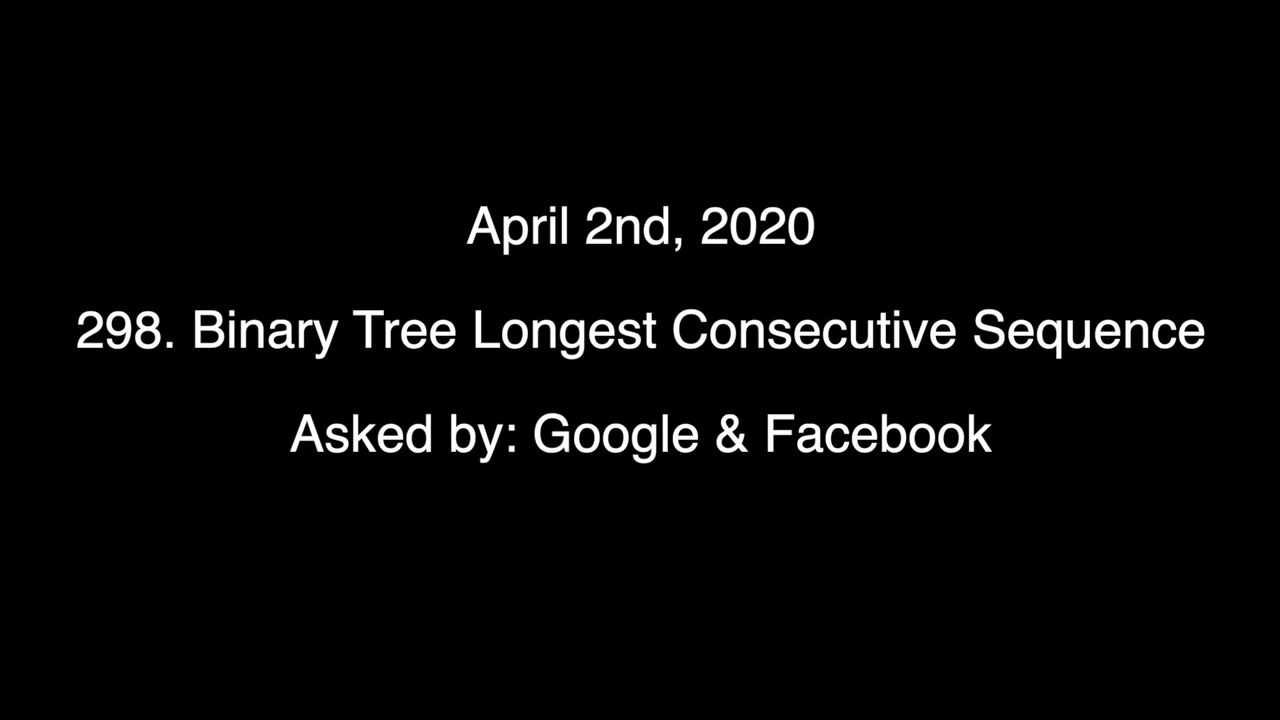 April 2nd, 2020
298. Binary Tree Longest Consecutive Sequence
Asked by: Google & Facebook